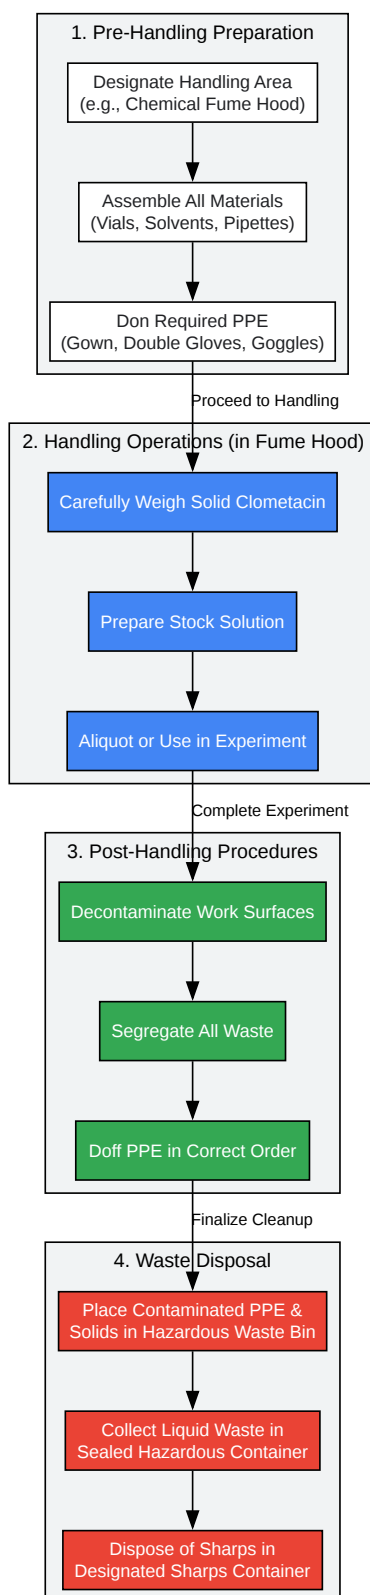 1. Pre-Handling Preparation
Designate Handling Area
(e.g., Chemical Fume Hood)
Assemble All Materials
(Vials, Solvents, Pipettes)
Don Required PPE
(Gown, Double Gloves, Goggles)
Proceed to Handling
2. Handling Operations (in Fume Hood)
Carefully Weigh Solid Clometacin
Prepare Stock Solution
Aliquot or Use in Experiment
Complete Experiment
3. Post-Handling Procedures
Decontaminate Work Surfaces
Segregate All Waste
Doff PPE in Correct Order
Finalize Cleanup
4. Waste Disposal
Place Contaminated PPE &
Solids in Hazardous Waste Bin
Collect Liquid Waste in
Sealed Hazardous Container
Dispose of Sharps in
Designated Sharps Container